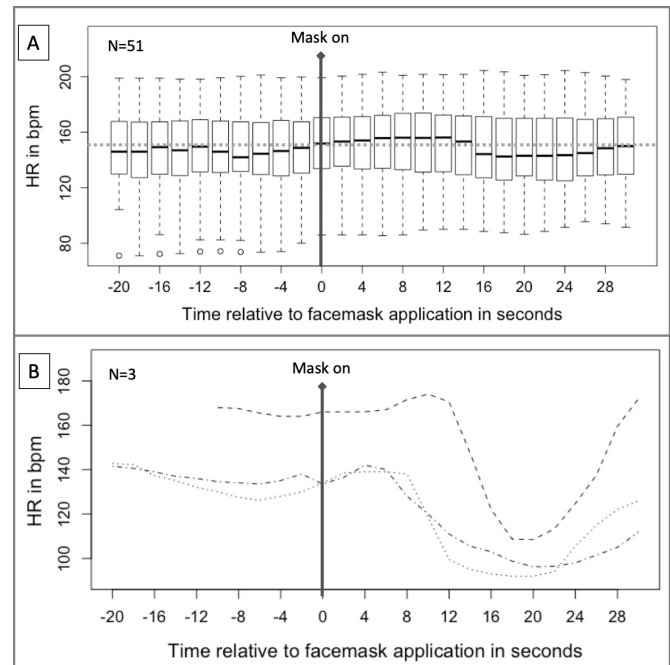 A
N=51
Mask on
HR in bpm
200
160
120
80
-20 -16 -12 -8 -4 0 4 8 12 16 20 24 28
Time relative to facemask application in seconds
B
N=3
Mask on
HR in bpm
180
160
140
120
100
-20 -16 -12 -8 -4 0 4 8 12 16 20 24 28
Time relative to facemask application in seconds